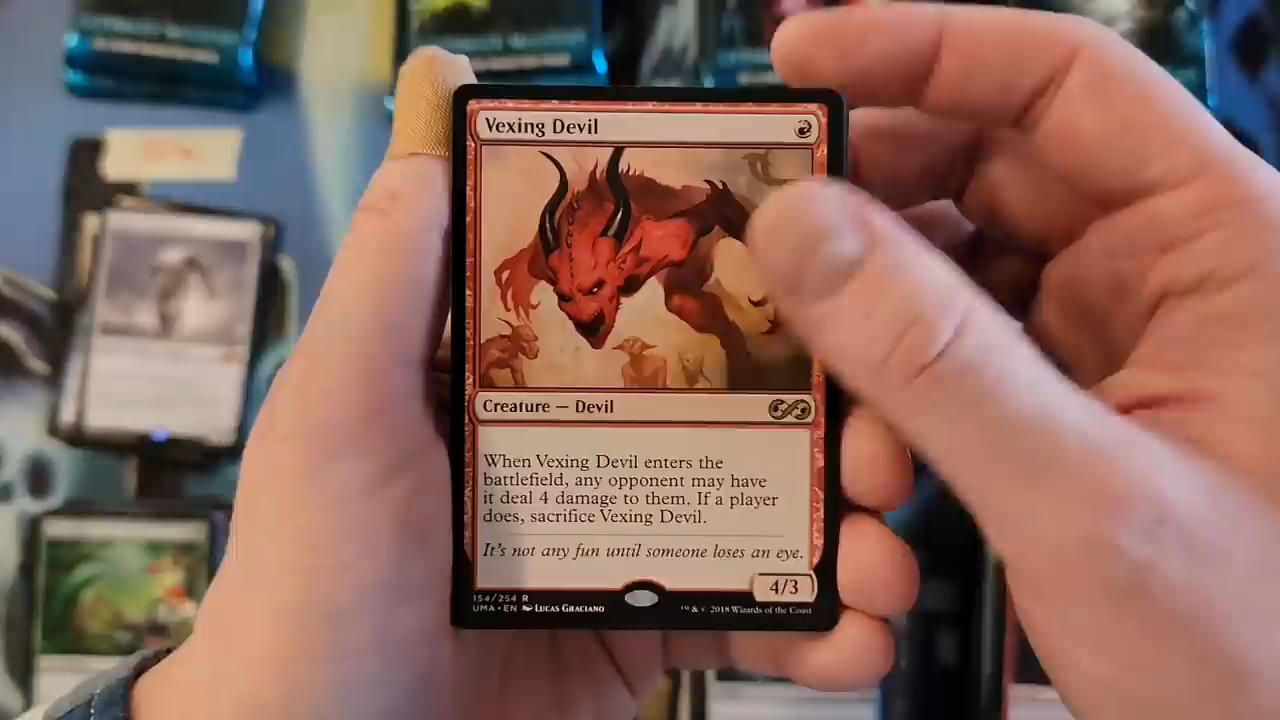 Vexing Devil
Creature — Devil
When Vexing Devil enters the
battlefield, any opponent may have
it deal 4 damage to them. If a player
does, sacrifice Vexing Devil.
It's not any fun until someone loses an eye.
4/3
154/254 R
UMA • EN Lucas Graciano
™ & © 2018 Wizards of the Coast